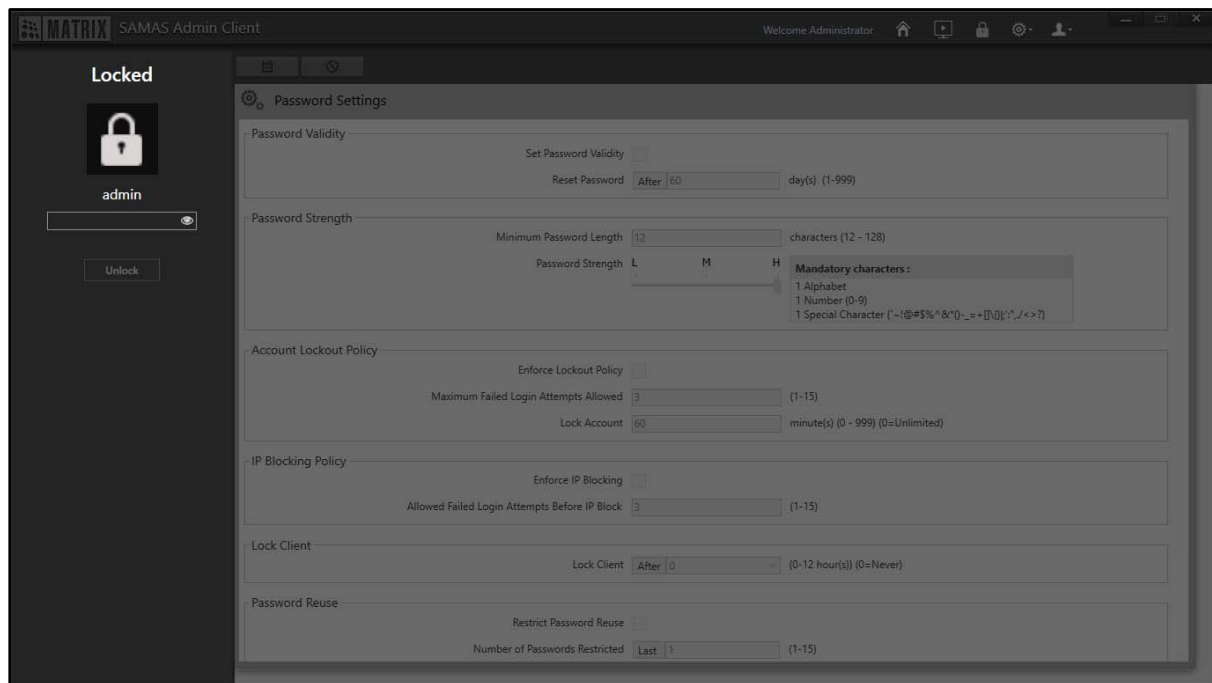 MATRIX SAMAS Admin Client
Welcome Administrator
Locked
admin
Unlock
Password Settings
Password Validity
Set Password Validity
Reset Password After 60 day(s) (1-999)
Password Strength
Minimum Password Length 12 characters (12 - 128)
Password Strength L M H
Mandatory characters :
1 Alphabet
1 Number (0-9)
1 Special Character (`~!@#$%^&*()-_=+[]\{}|;':",./<>?)
Account Lockout Policy
Enforce Lockout Policy
Maximum Failed Login Attempts Allowed 3 (1-15)
Lock Account 60 minute(s) (0 - 999) (0=Unlimited)
IP Blocking Policy
Enforce IP Blocking
Allowed Failed Login Attempts Before IP Block 3 (1-15)
Lock Client
Lock Client After 0 (0-12 hour(s)) (0=Never)
Password Reuse
Restrict Password Reuse
Number of Passwords Restricted Last 1 (1-15)